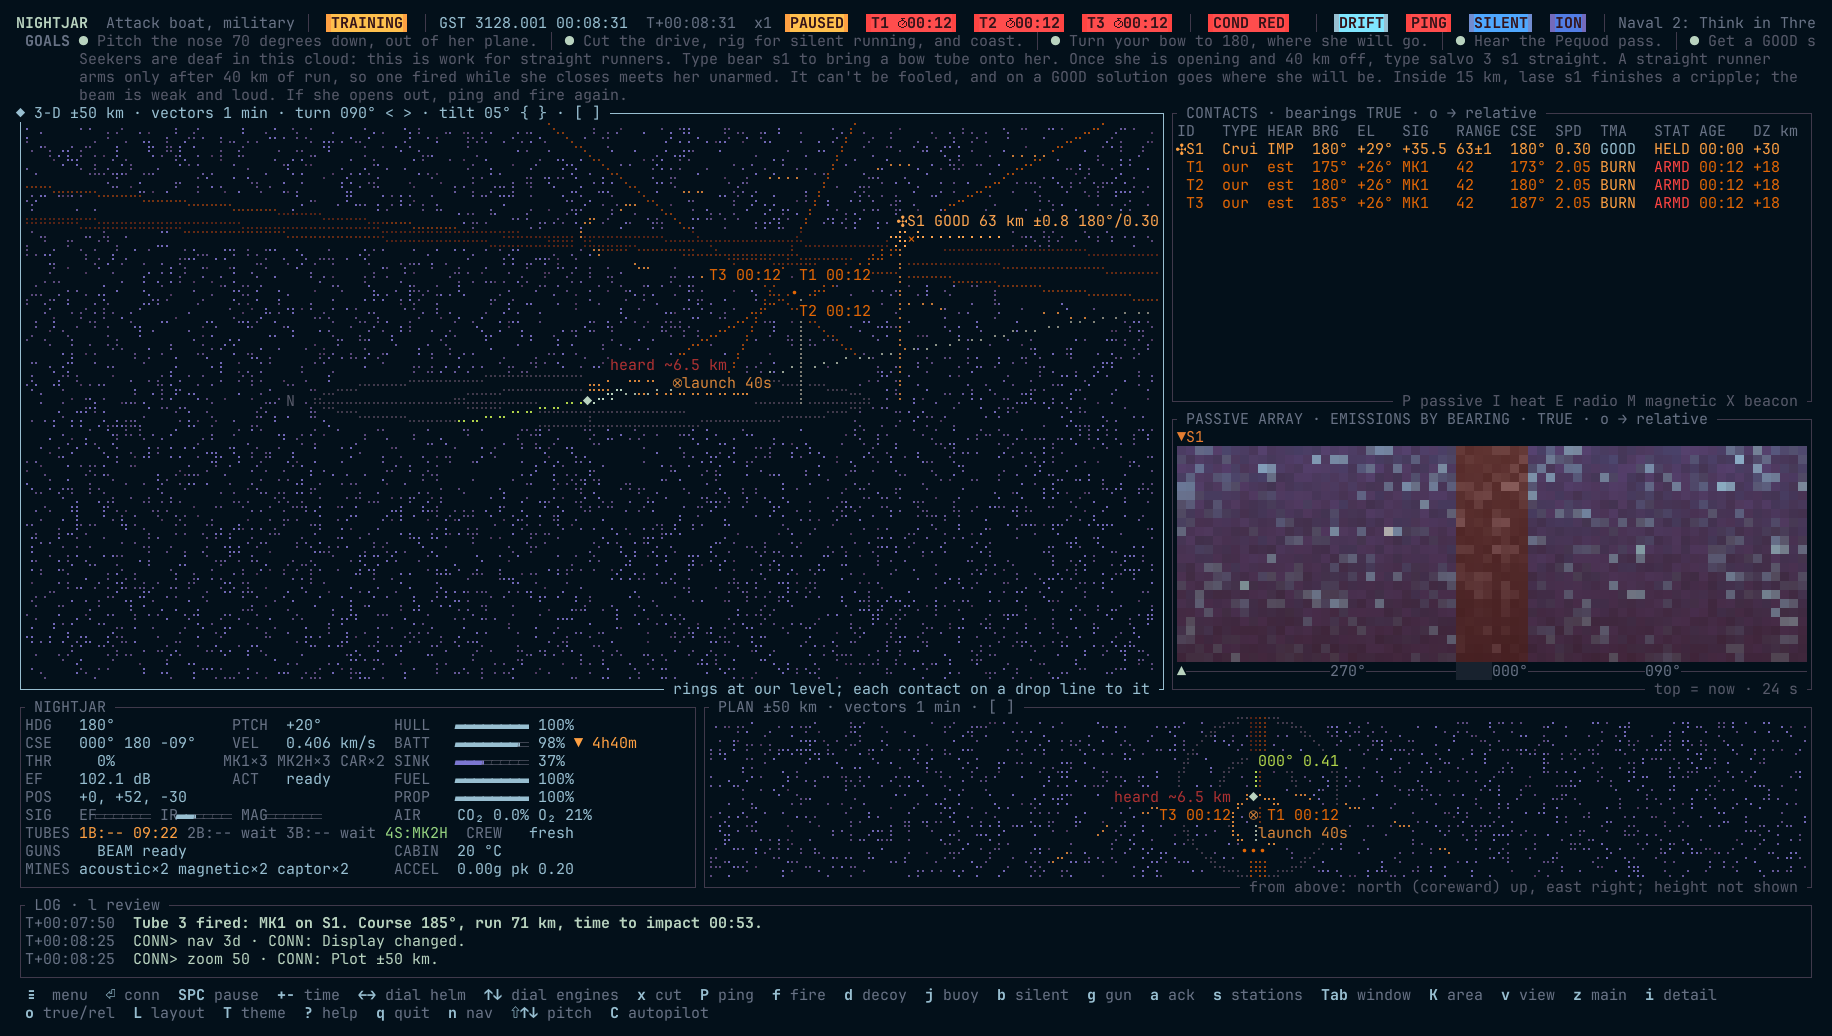 NIGHTJAR Attack boat, military TRAINING GST 3128.001 00:08:31 T+00:08:31 x1 PAUSED T1 ⏱00:12 T2 ⏱00:12 T3 ⏱00:12 COND RED DRIFT PING SILENT ION Naval 2: Think in Thre
GOALS ● Pitch the nose 70 degrees down, out of her plane. ● Cut the drive, rig for silent running, and coast. ● Turn your bow to 180, where she will go. ● Hear the Pequod pass. ● Get a GOOD s
Seekers are deaf in this cloud: this is work for straight runners. Type bear s1 to bring a bow tube onto her. Once she is opening and 40 km off, type salvo 3 s1 straight. A straight runner
arms only after 40 km of run, so one fired while she closes meets her unarmed. It can't be fooled, and on a GOOD solution goes where she will be. Inside 15 km, lase s1 finishes a cripple; the
beam is weak and loud. If she opens out, ping and fire again.
◆ 3-D ±50 km · vectors 1 min · turn 090° < > · tilt 05° { } · [ ]
S1 GOOD 63 km ±0.8 180°/0.30
T3 00:12 T1 00:12
T2 00:12
heard ~6.5 km
⊗launch 40s
N
rings at our level; each contact on a drop line to it
CONTACTS · bearings TRUE · o → relative
ID TYPE HEAR BRG EL SIG RANGE CSE SPD TMA STAT AGE DZ km
S1 Crui IMP 180° +29° +35.5 63±1 180° 0.30 GOOD HELD 00:00 +30
T1 our est 175° +26° MK1 42 173° 2.05 BURN ARMD 00:12 +18
T2 our est 180° +26° MK1 42 180° 2.05 BURN ARMD 00:12 +18
T3 our est 185° +26° MK1 42 187° 2.05 BURN ARMD 00:12 +18
P passive I heat E radio M magnetic X beacon
PASSIVE ARRAY · EMISSIONS BY BEARING · TRUE · o → relative
▼S1
▲ 270° 000° 090°
top = now · 24 s
NIGHTJAR
HDG 180° PTCH +20° HULL 100%
CSE 000° 180 -09° VEL 0.406 km/s BATT 98% ▼ 4h40m
THR 0% MK1×3 MK2H×3 CAR×2 SINK 37%
EF 102.1 dB ACT ready FUEL 100%
POS +0, +52, -30 PROP 100%
SIG EF IR MAG AIR CO₂ 0.0% O₂ 21%
TUBES 1B:-- 09:22 2B:-- wait 3B:-- wait 4S:MK2H CREW fresh
GUNS BEAM ready CABIN 20 °C
MINES acoustic×2 magnetic×2 captor×2 ACCEL 0.00g pk 0.20
PLAN ±50 km · vectors 1 min · [ ]
000° 0.41
heard ~6.5 km
T3 00:12 ⊗ T1 00:12
launch 40s
from above: north (coreward) up, east right; height not shown
LOG · l review
T+00:07:50 Tube 3 fired: MK1 on S1. Course 185°, run 71 km, time to impact 00:53.
T+00:08:25 CONN> nav 3d · CONN: Display changed.
T+00:08:25 CONN> zoom 50 · CONN: Plot ±50 km.
≡ menu ⏎ conn SPC pause +- time ↔ dial helm ↑↓ dial engines x cut P ping f fire d decoy j buoy b silent g gun a ack s stations Tab window K area v view z main i detail
o true/rel L layout T theme ? help q quit n nav ⇧↑↓ pitch C autopilot